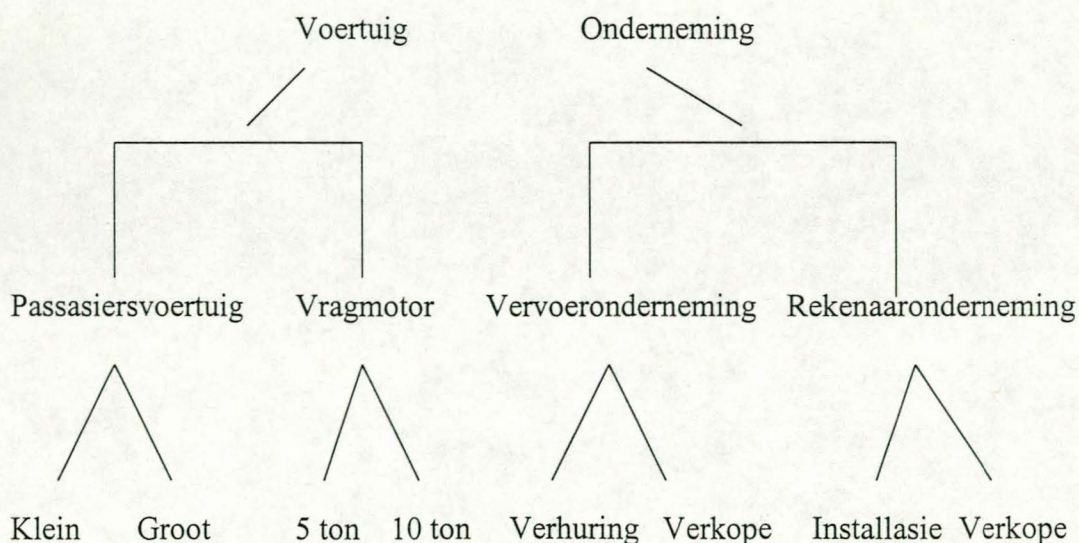 Voertuig Onderneming
Passasiersvoertuig Vragmotor Vervoeronderneming Rekenaaronderneming
Klein Groot 5 ton 10 ton Verhuring Verkope Installasie Verkope